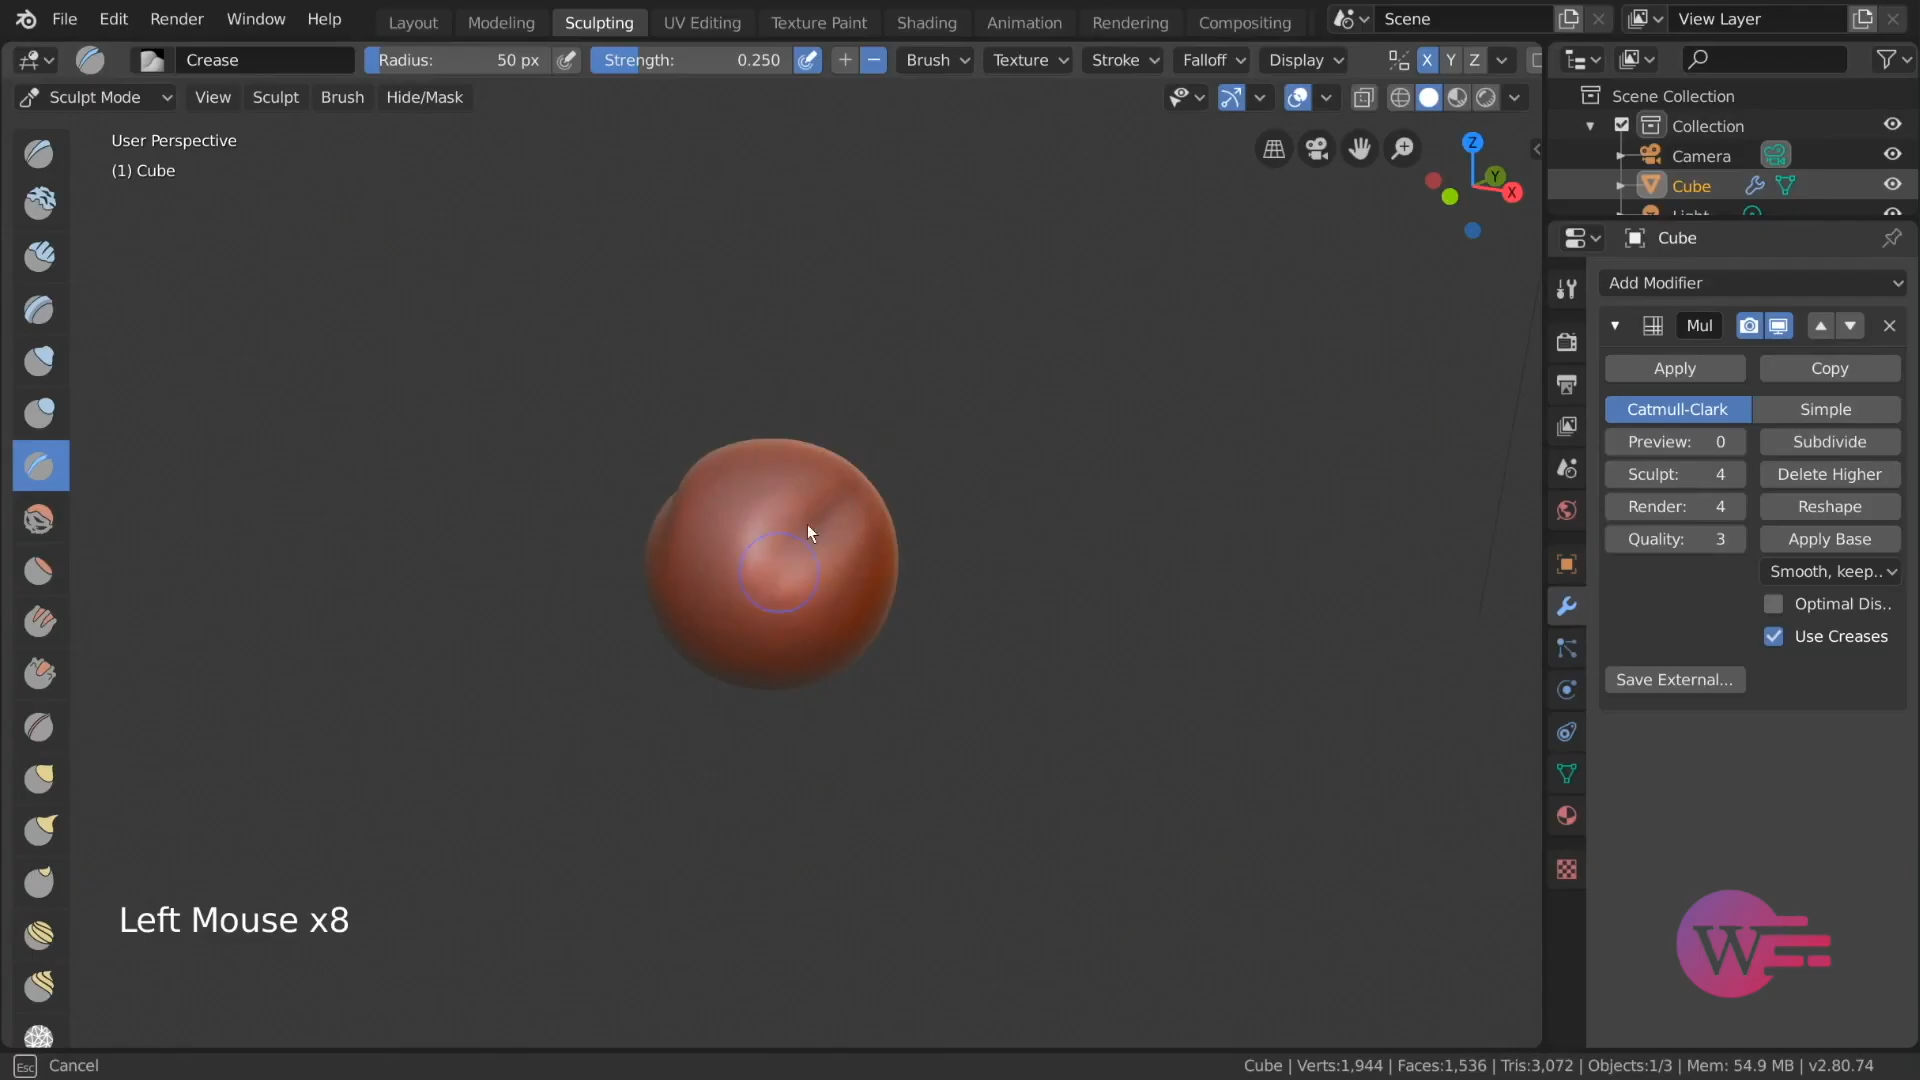 File Edit Render Window Help Layout Modeling Sculpting UV Editing Texture Paint Shading Animation Rendering Compositing Scene View Layer
Crease Radius: 50 px Strength: 0.250 Brush Texture Stroke Falloff Display X Y Z
Sculpt Mode View Sculpt Brush Hide/Mask
Scene Collection
Collection
Camera
Cube
Light
User Perspective
(1) Cube
Z
Y
X
Cube
Add Modifier
Mul
Apply Copy
Catmull-Clark Simple
Preview: 0 Subdivide
Sculpt: 4 Delete Higher
Render: 4 Reshape
Quality: 3 Apply Base
Smooth, keep..
Optimal Dis..
Use Creases
Save External...
Left Mouse x8
W
Esc Cancel Cube | Verts:1,944 | Faces:1,536 | Tris:3,072 | Objects:1/3 | Mem: 54.9 MB | v2.80.74